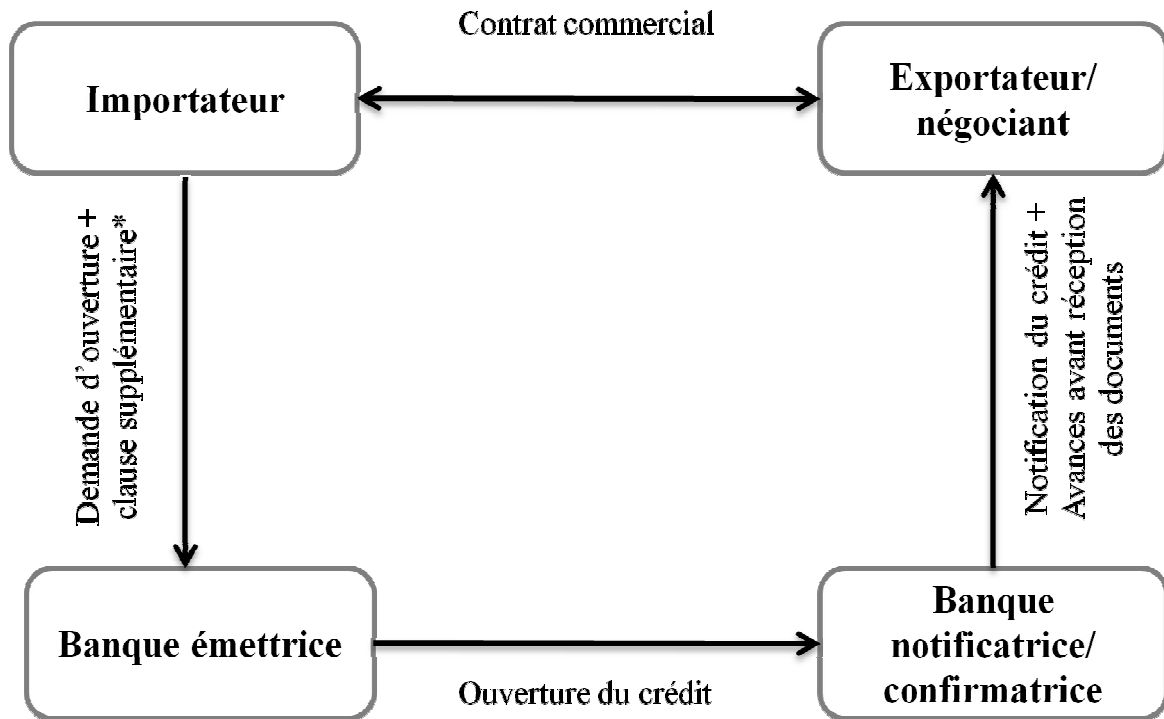 Contrat commercial
Importateur
Exportateur/
négociant
Demande d'ouverture +
clause supplémentaire*
Notification du crédit +
Avances avant réception
des documents
Banque émettrice
Ouverture du crédit
Banque
notificatrice/
confirmatrice